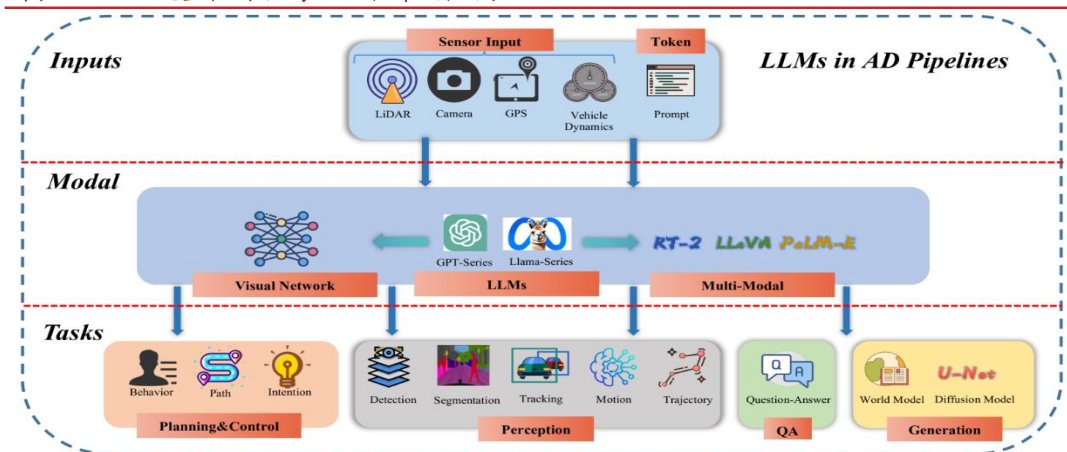 Sensor Input
Token
Inputs
LLMs in AD Pipelines
LiDAR
Camera
GPS
Vehicle
Dynamics
Prompt
Modal
GPT-Series
Llama-Series
RT-2 LLaVA PaLM-E
Visual Network
LLMs
Multi-Modal
Tasks
Behavior
Path
Intention
Detection
Segmentation
Tracking
Motion
Trajectory
Q
A
Question-Answer
U-Net
World Model
Diffusion Model
Planning&Control
Perception
QA
Generation